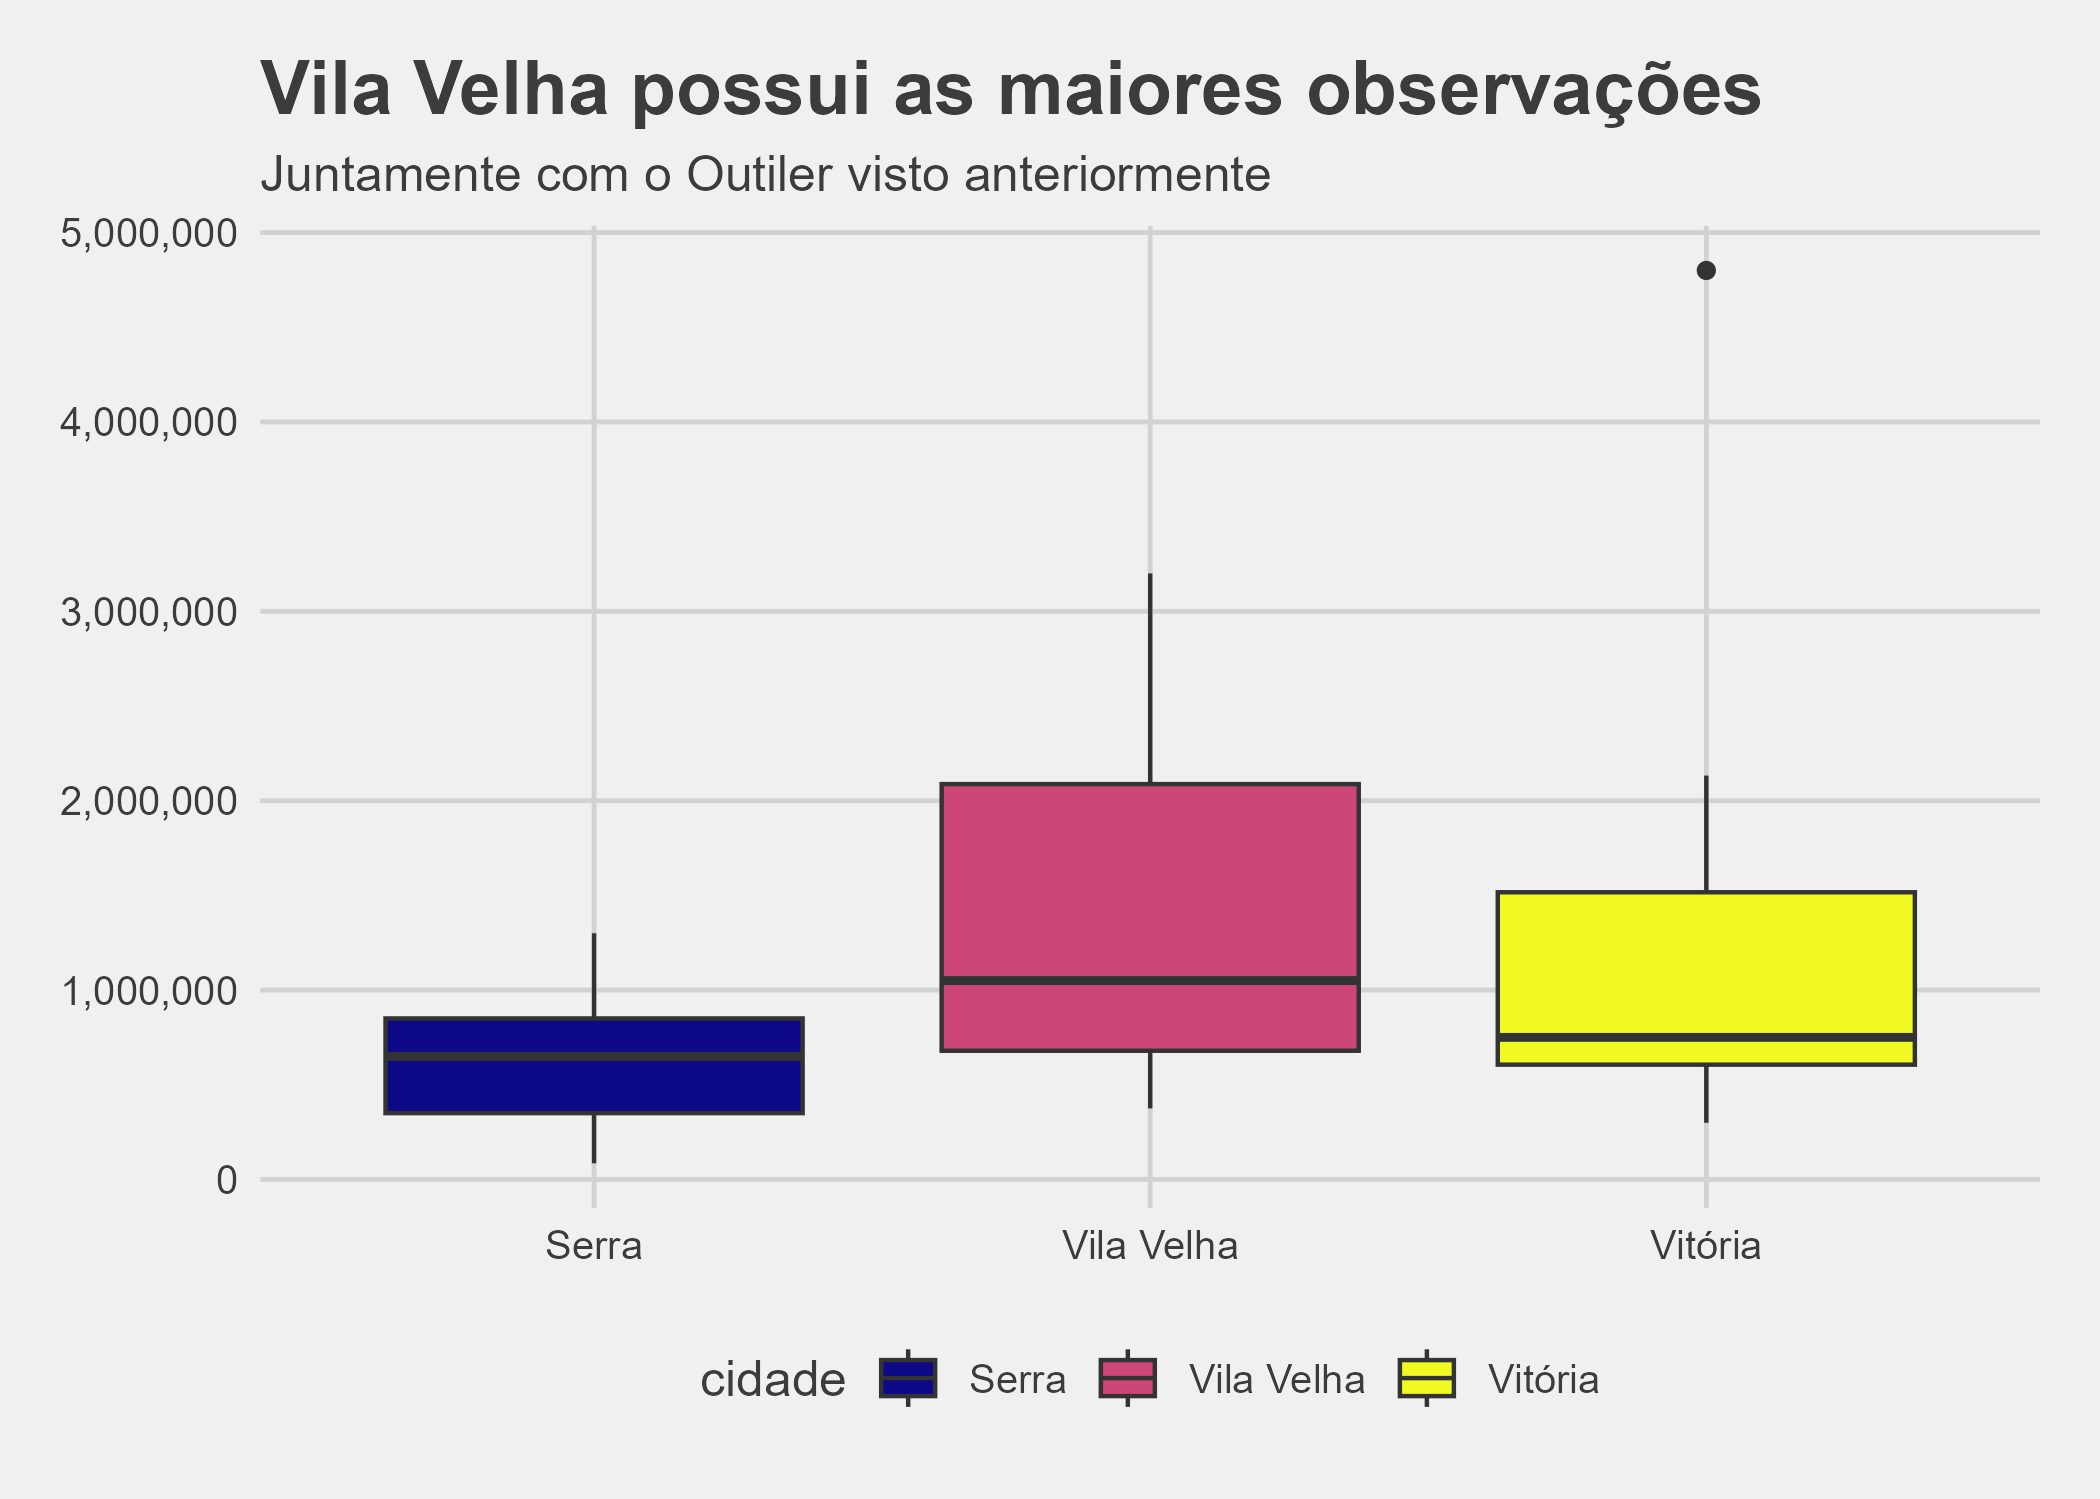 Vila Velha possui as maiores observações
Juntamente com o Outiler visto anteriormente
5,000,000
4,000,000
3,000,000
2,000,000
1,000,000
0
Serra Vila Velha Vitória
cidade Serra Vila Velha Vitória